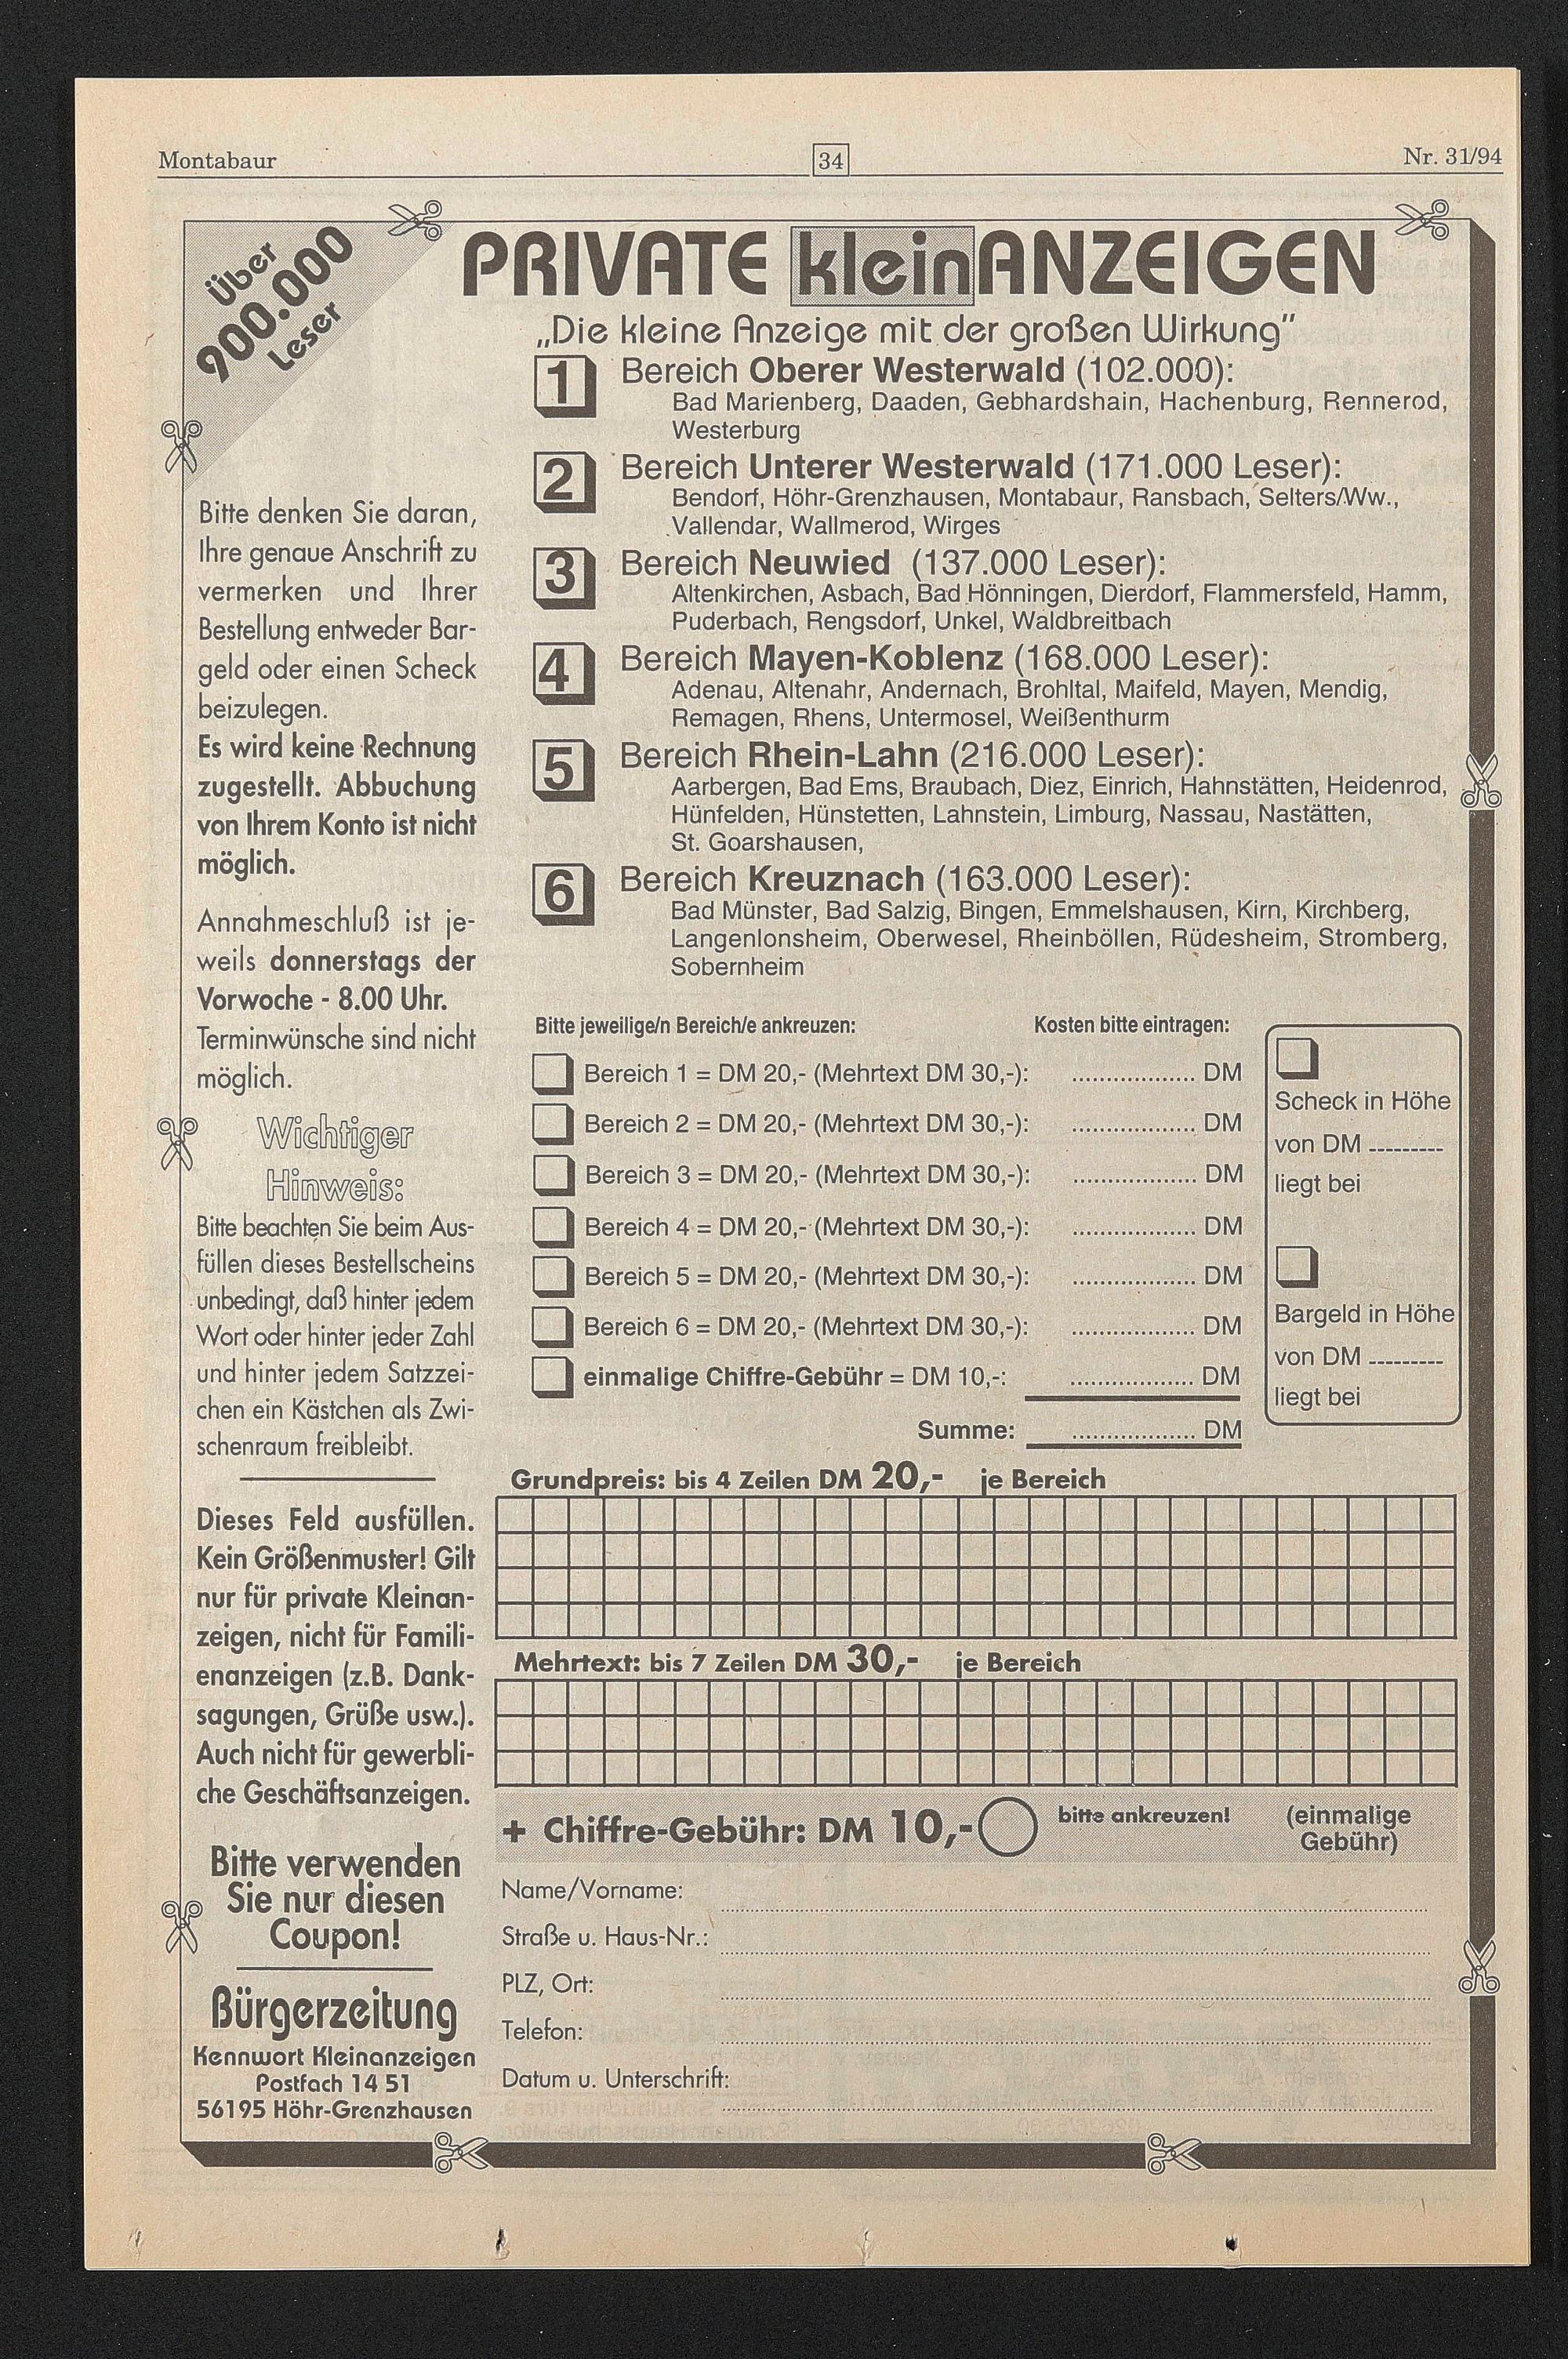 Montabaur
34
Nr. 31/94
Über
900.000
Leser
PRIVATE kleinANZEIGEN
„Die kleine Anzeige mit der großen Wirkung"
1 Bereich Oberer Westerwald (102.000):
Bad Marienberg, Daaden, Gebhardshain, Hachenburg, Rennerod,
Westerburg
2 Bereich Unterer Westerwald (171.000 Leser):
Bendorf, Höhr-Grenzhausen, Montabaur, Ransbach, Selters/Ww.,
Vallendar, Wallmerod, Wirges
3 Bereich Neuwied (137.000 Leser):
Altenkirchen, Asbach, Bad Hönningen, Dierdorf, Flammersfeld, Hamm,
Puderbach, Rengsdorf, Unkel, Waldbreitbach
4 Bereich Mayen-Koblenz (168.000 Leser):
Adenau, Altenahr, Andernach, Brohltal, Maifeld, Mayen, Mendig,
Remagen, Rhens, Untermosel, Weißenthurm
5 Bereich Rhein-Lahn (216.000 Leser):
Aarbergen, Bad Ems, Braubach, Diez, Einrich, Hahnstätten, Heidenrod,
Hünfelden, Hünstetten, Lahnstein, Limburg, Nassau, Nastätten,
St. Goarshausen,
6 Bereich Kreuznach (163.000 Leser):
Bad Münster, Bad Salzig, Bingen, Emmelshausen, Kirn, Kirchberg,
Langenlonsheim, Oberwesel, Rheinböllen, Rüdesheim, Stromberg,
Sobernheim
Bitte denken Sie daran,
Ihre genaue Anschrift zu
vermerken und Ihrer
Bestellung entweder Bar-
geld oder einen Scheck
beizulegen.
Es wird keine Rechnung
zugestellt. Abbuchung
von Ihrem Konto ist nicht
möglich.
Annahmeschluß ist je-
weils donnerstags der
Vorwoche - 8.00 Uhr.
Terminwünsche sind nicht
möglich.
Wichtiger
Hinweis:
Bitte beachten Sie beim Aus-
füllen dieses Bestellscheins
unbedingt, daß hinter jedem
Wort oder hinter jeder Zahl
und hinter jedem Satzzei-
chen ein Kästchen als Zwi-
schenraum freibleibt.
Dieses Feld ausfüllen.
Kein Größenmuster! Gilt
nur für private Kleinan-
zeigen, nicht für Famili-
enanzeigen (z.B. Dank-
sagungen, Grüße usw.).
Auch nicht für gewerbli-
che Geschäftsanzeigen.
Bitte verwenden
Sie nur diesen
Coupon!
Bürgerzeitung
Kennwort Kleinanzeigen
Postfach 14 51
56195 Höhr-Grenzhausen
Bitte jeweilige/n Bereich/e ankreuzen: Kosten bitte eintragen:
Bereich 1 = DM 20,- (Mehrtext DM 30,-): ................... DM
Bereich 2 = DM 20,- (Mehrtext DM 30,-): ................... DM
Bereich 3 = DM 20,- (Mehrtext DM 30,-): ................... DM
Bereich 4 = DM 20,- (Mehrtext DM 30,-): ................... DM
Bereich 5 = DM 20,- (Mehrtext DM 30,-): ................... DM
Bereich 6 = DM 20,- (Mehrtext DM 30,-): ................... DM
einmalige Chiffre-Gebühr = DM 10,-: ................... DM
Summe: ................... DM
Scheck in Höhe
von DM ---------
liegt bei
Bargeld in Höhe
von DM ---------
liegt bei
Grundpreis: bis 4 Zeilen DM 20,- je Bereich
Mehrtext: bis 7 Zeilen DM 30,- je Bereich
+ Chiffre-Gebühr: DM 10,- bitte ankreuzen! (einmalige
Gebühr)
Name/Vorname:
Straße u. Haus-Nr.:
PLZ, Ort:
Telefon:
Datum u. Unterschrift: